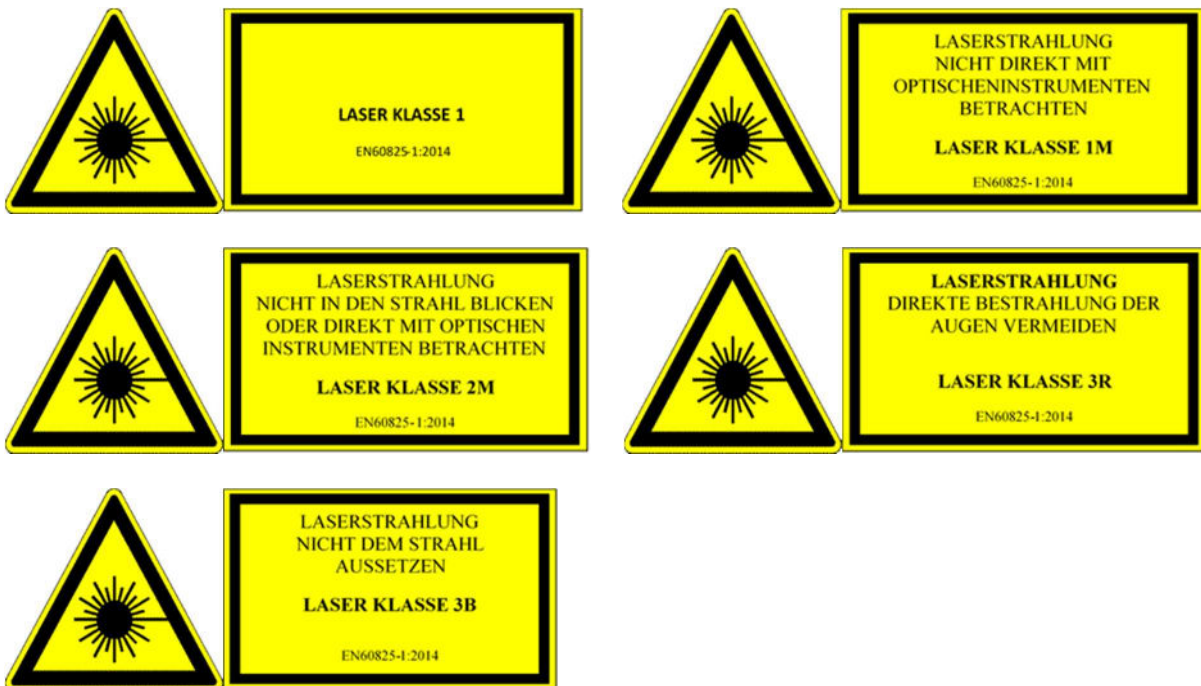 LASER KLASSE 1
EN60825-1:2014
LASERSTRAHLUNG
NICHT DIREKT MIT
OPTISCHENINSTRUMENTEN
BETRACHTEN
LASER KLASSE 1M
EN60825-1:2014
LASERSTRAHLUNG
NICHT IN DEN STRAHL BLICKEN
ODER DIREKT MIT OPTISCHEN
INSTRUMENTEN BETRACHTEN
LASER KLASSE 2M
EN60825-1:2014
LASERSTRAHLUNG
DIREKTE BESTRAHLUNG DER
AUGEN VERMEIDEN
LASER KLASSE 3R
EN60825-1:2014
LASERSTRAHLUNG
NICHT DEM STRAHL
AUSSETZEN
LASER KLASSE 3B
EN60825-1:2014